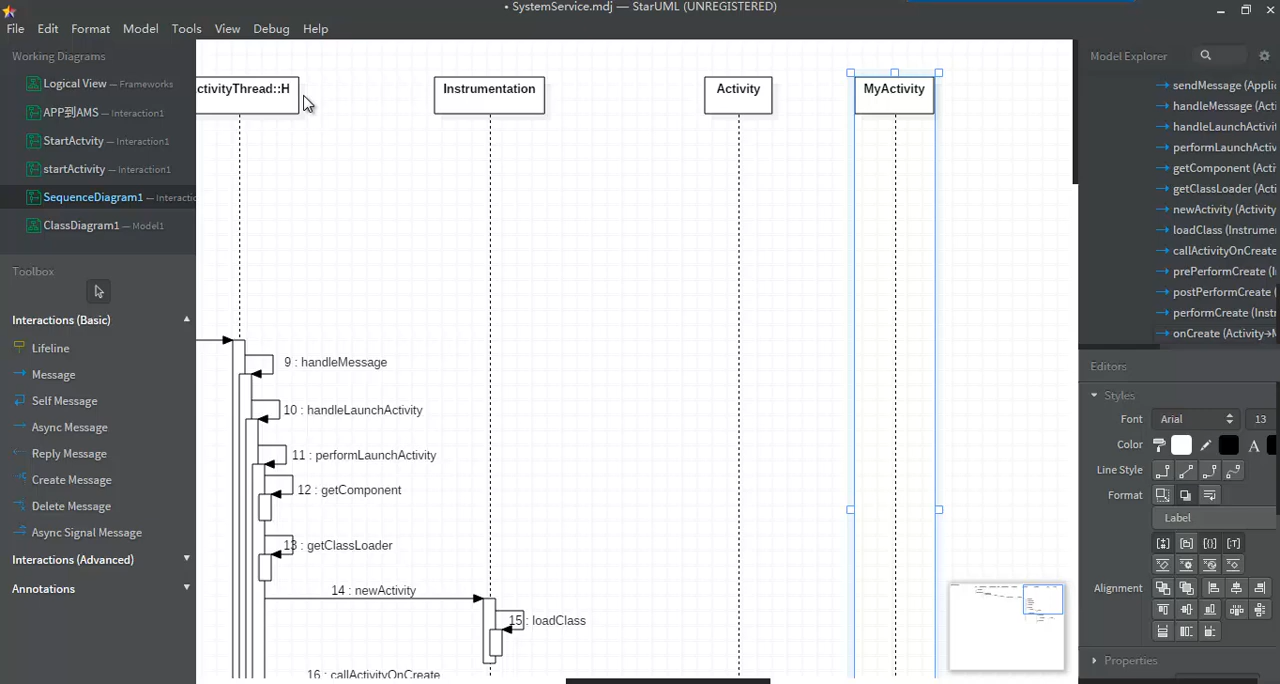 • SystemService.mdj — StarUML (UNREGISTERED)
File Edit Format Model Tools View Debug Help
Working Diagrams
Logical View — Frameworks
APP到AMS — Interaction1
StartActvity — Interaction1
startActivity — Interaction1
SequenceDiagram1 — Interactio
ClassDiagram1 — Model1
Toolbox
Interactions (Basic)
Lifeline
Message
Self Message
Async Message
Reply Message
Create Message
Delete Message
Async Signal Message
Interactions (Advanced)
Annotations
ctivityThread::H
Instrumentation
Activity
MyActivity
9 : handleMessage
10 : handleLaunchActivity
11 : performLaunchActivity
12 : getComponent
13 : getClassLoader
14 : newActivity
15 : loadClass
16 : callActivityOnCreate
Model Explorer
sendMessage (Applic
handleMessage (Act
handleLaunchActivit
performLaunchActiv
getComponent (Acti
getClassLoader (Acti
newActivity (Activity
loadClass (Instrume
callActivityOnCreate
prePerformCreate (I
postPerformCreate (
performCreate (Instr
onCreate (Activity→M
Editors
Styles
Font Arial 13
Color A
Line Style
Format
Label
Alignment
Properties